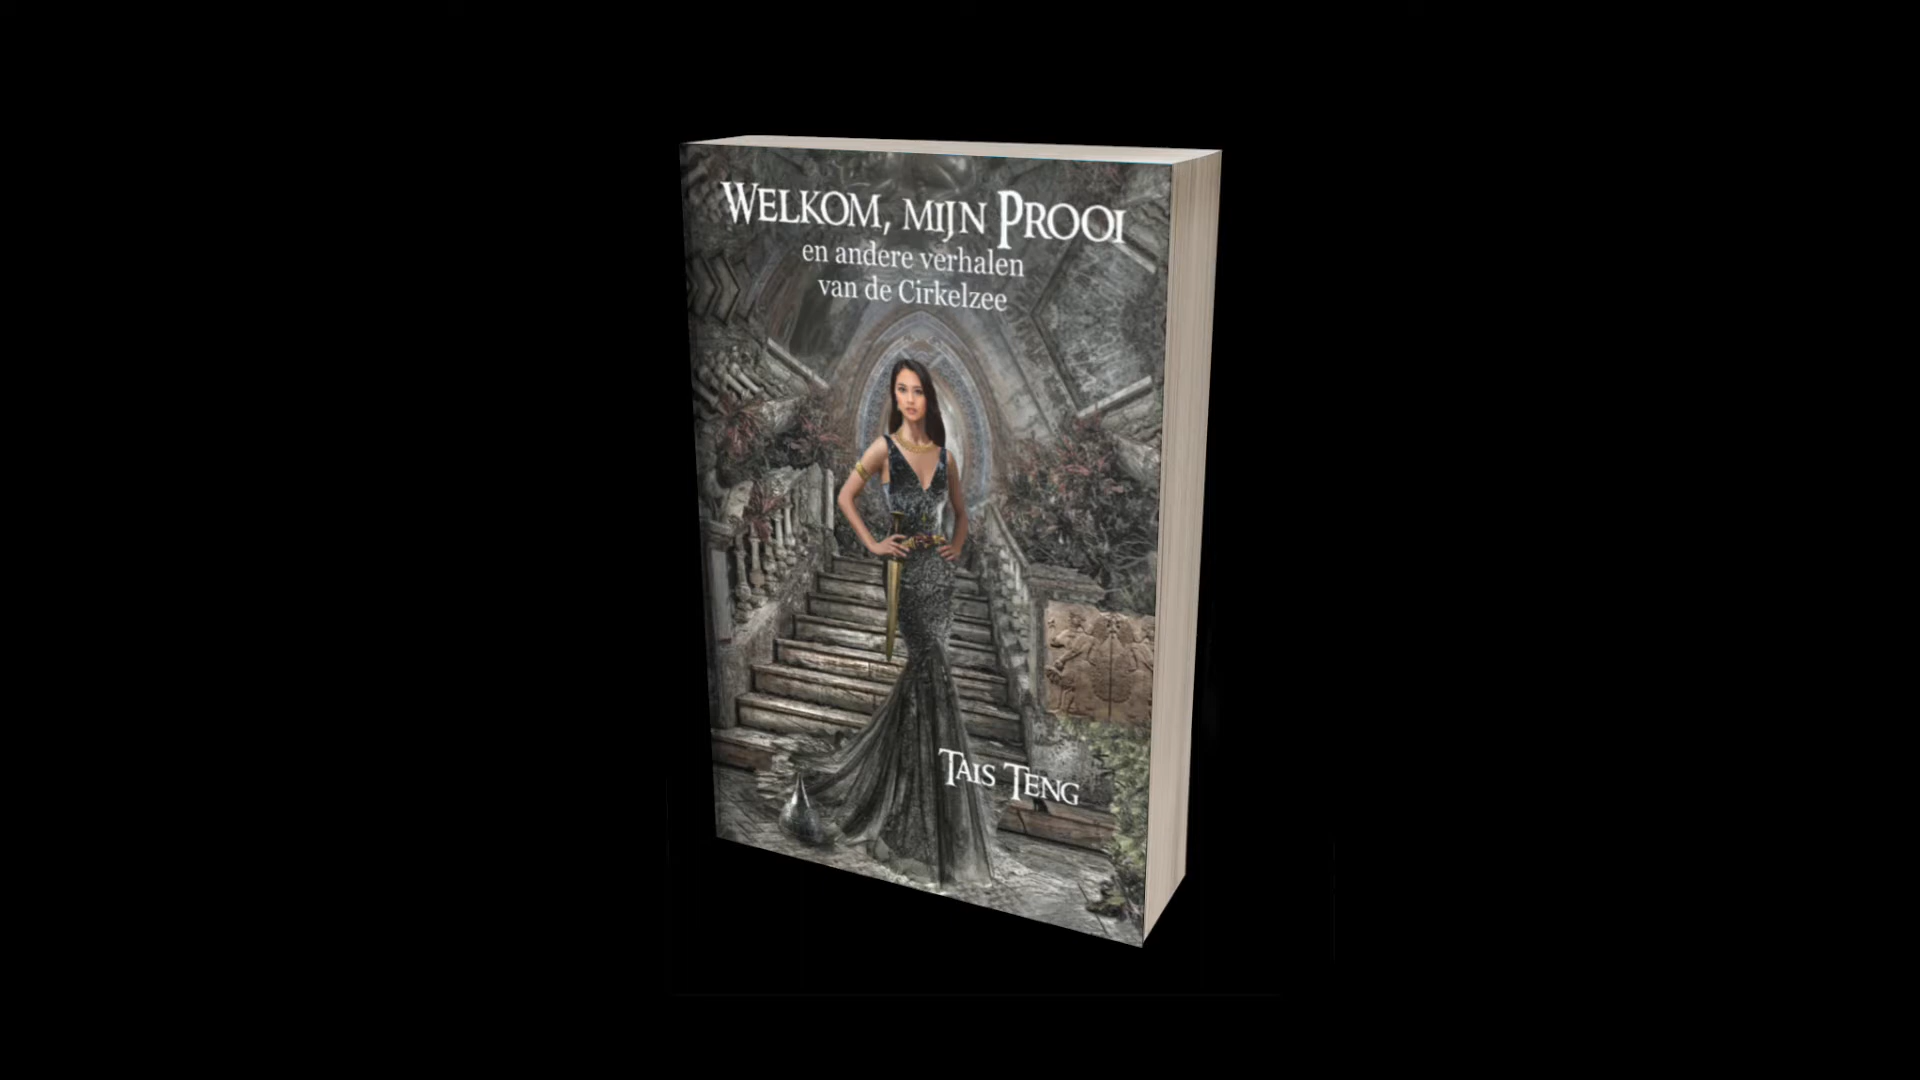 Welkom, mijn Prooi
en andere verhalen
van de Cirkelzee
Tais Teng